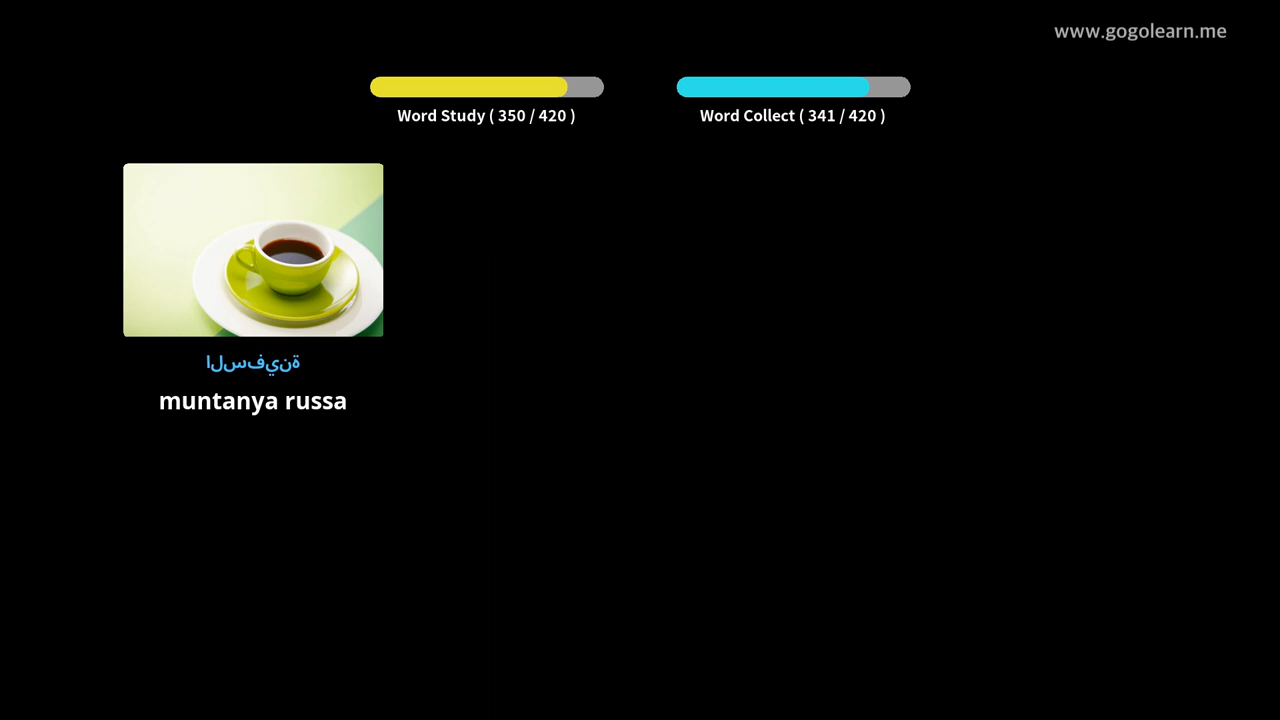 www.gogolearn.me
Word Study ( 350 / 420 )
Word Collect ( 341 / 420 )
السفينة
muntanya russa